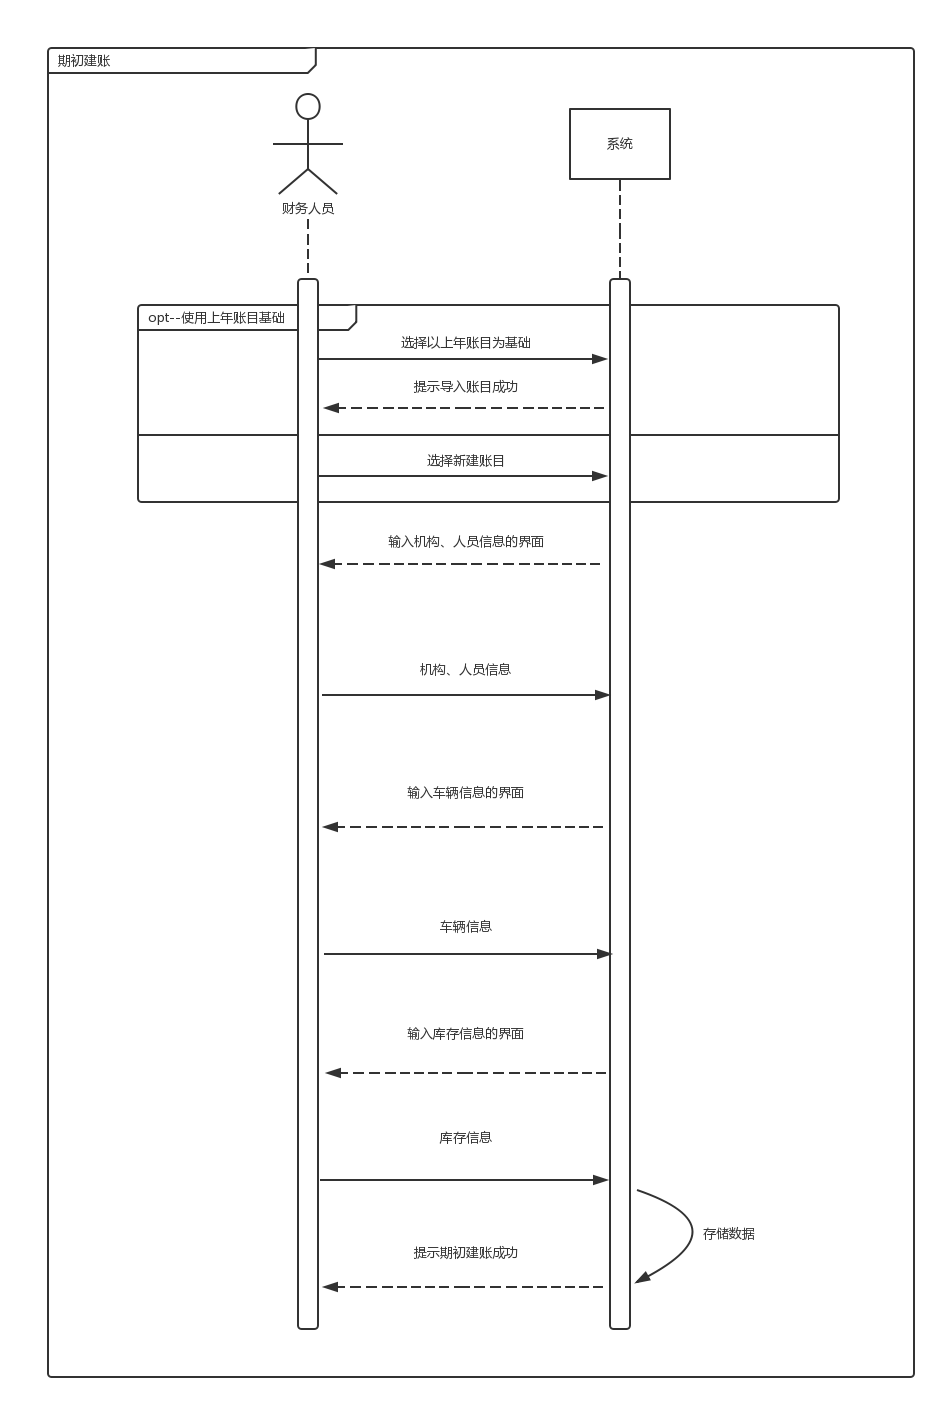 期初建账
系统
财务人员
opt--使用上年账目基础
选择以上年账目为基础
提示导入账目成功
选择新建账目
输入机构、人员信息的界面
机构、人员信息
输入车辆信息的界面
车辆信息
输入库存信息的界面
库存信息
存储数据
提示期初建账成功